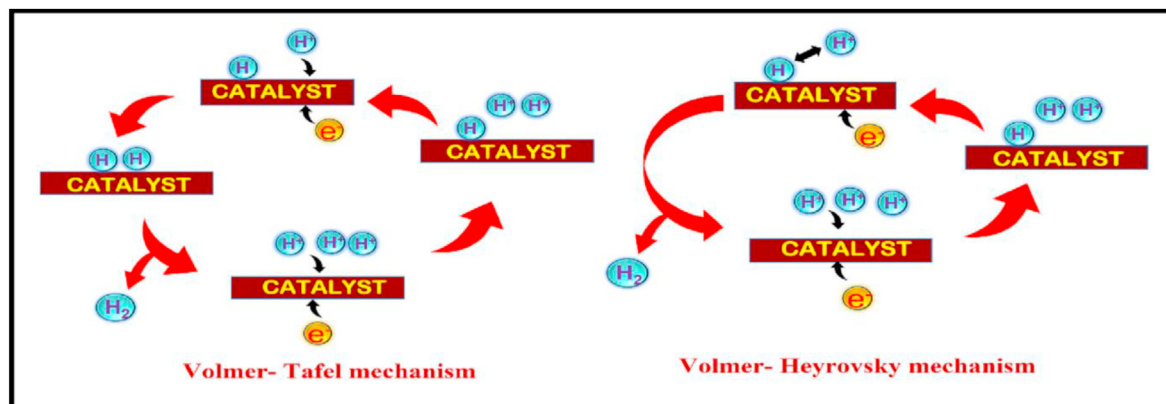 H⁺
H
CATALYST
e⁻
H H
CATALYST
H⁺ H⁺
H
CATALYST
H⁺ H⁺ H⁺
CATALYST
e⁻
H₂
Volmer- Tafel mechanism
H H⁺
CATALYST
e⁻
H⁺ H⁺
H
CATALYST
H⁺ H⁺ H⁺
CATALYST
e⁻
H₂
Volmer- Heyrovsky mechanism